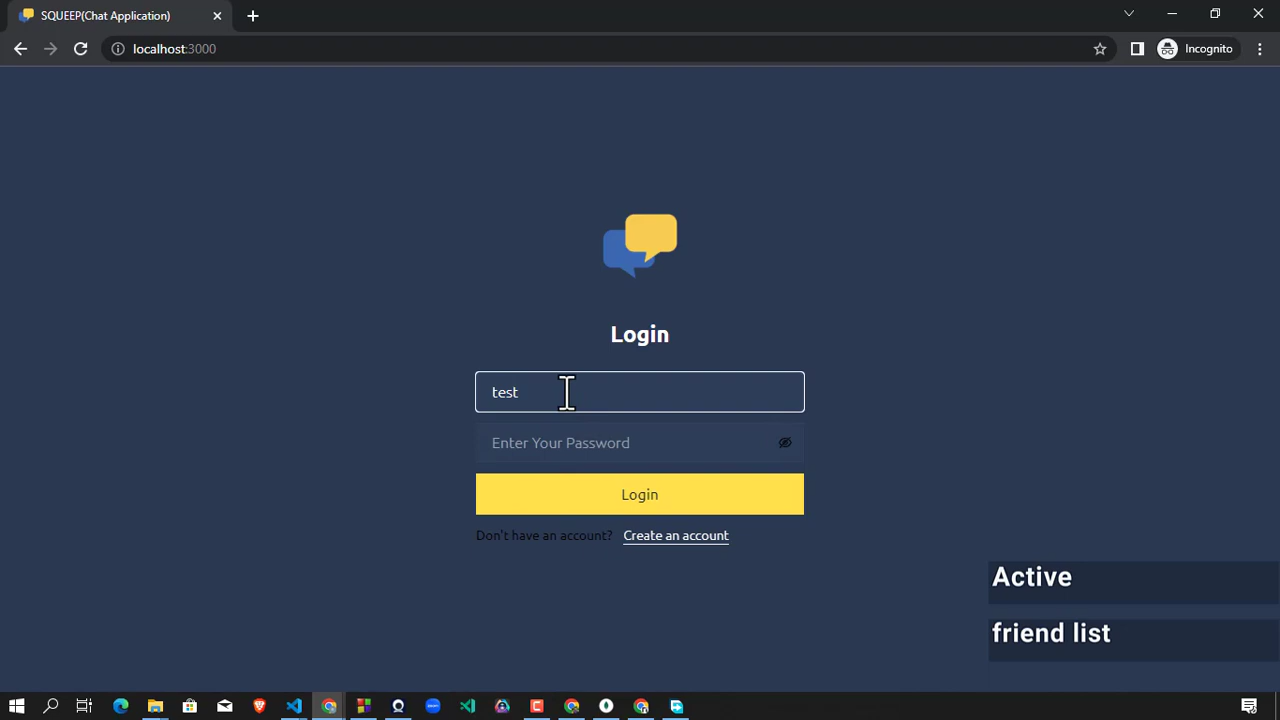 SQUEEP(Chat Application)
localhost:3000
Incognito
Login
test
Enter Your Password
Login
Don't have an account? Create an account
Active
friend list